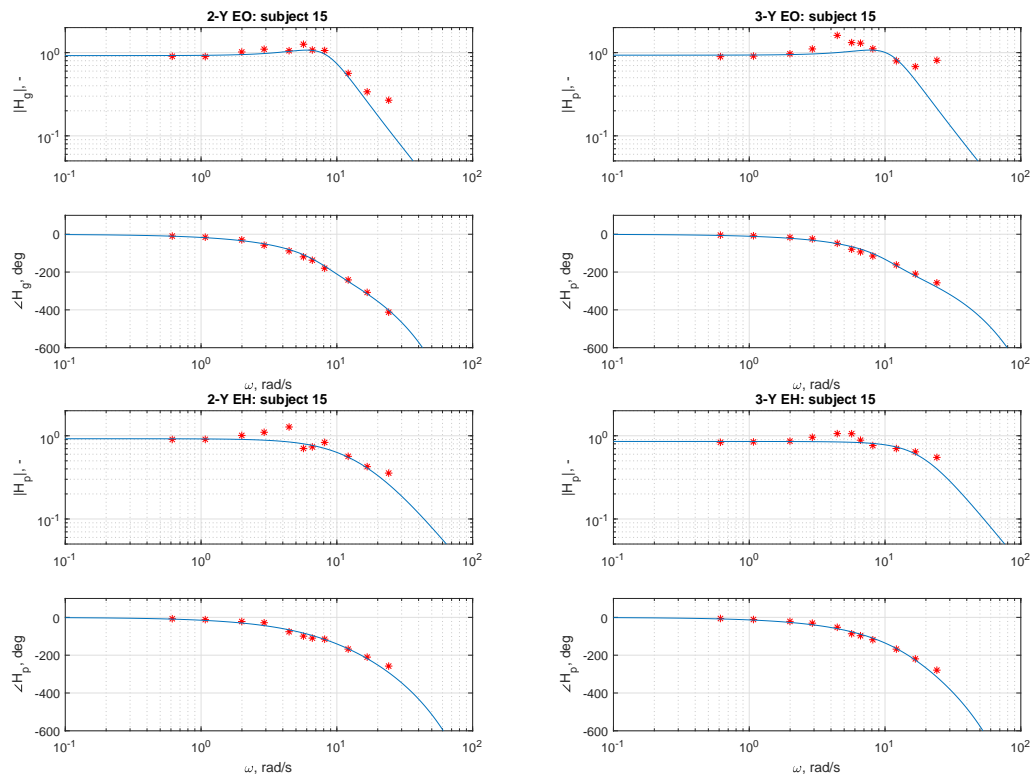 2-Y EO: subject 15
|H_g|, -
10^0
10^-1
10^-1 10^0 10^1 10^2
∠H_g, deg
0
-200
-400
-600
10^-1 10^0 10^1 10^2
ω, rad/s
3-Y EO: subject 15
|H_p|, -
10^0
10^-1
10^-1 10^0 10^1 10^2
∠H_p, deg
0
-200
-400
-600
10^-1 10^0 10^1 10^2
ω, rad/s
2-Y EH: subject 15
|H_p|, -
10^0
10^-1
10^-1 10^0 10^1 10^2
∠H_p, deg
0
-200
-400
-600
10^-1 10^0 10^1 10^2
ω, rad/s
3-Y EH: subject 15
|H_p|, -
10^0
10^-1
10^-1 10^0 10^1 10^2
∠H_p, deg
0
-200
-400
-600
10^-1 10^0 10^1 10^2
ω, rad/s